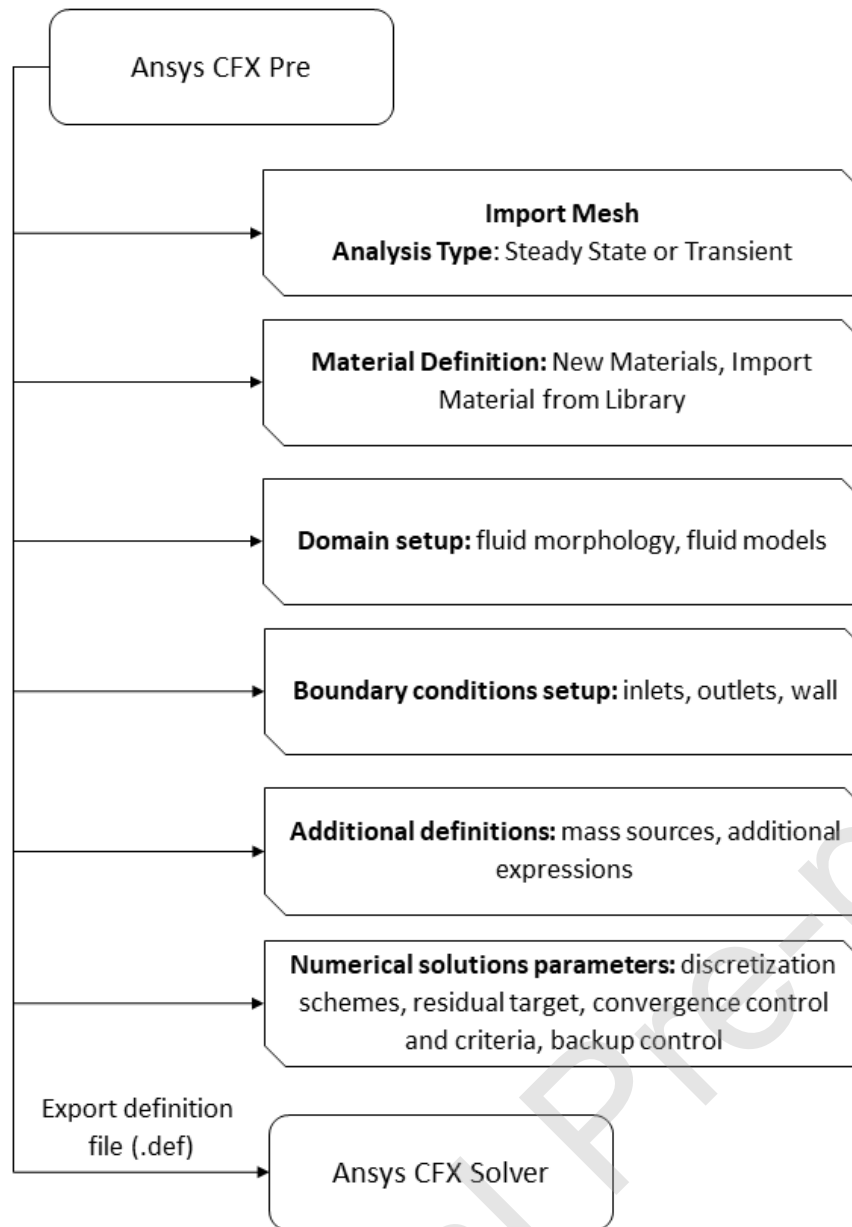 Ansys CFX Pre
Import Mesh
Analysis Type: Steady State or Transient
Material Definition: New Materials, Import
Material from Library
Domain setup: fluid morphology, fluid models
Boundary conditions setup: inlets, outlets, wall
Additional definitions: mass sources, additional
expressions
Numerical solutions parameters: discretization
schemes, residual target, convergence control
and criteria, backup control
Export definition
file (.def)
Ansys CFX Solver